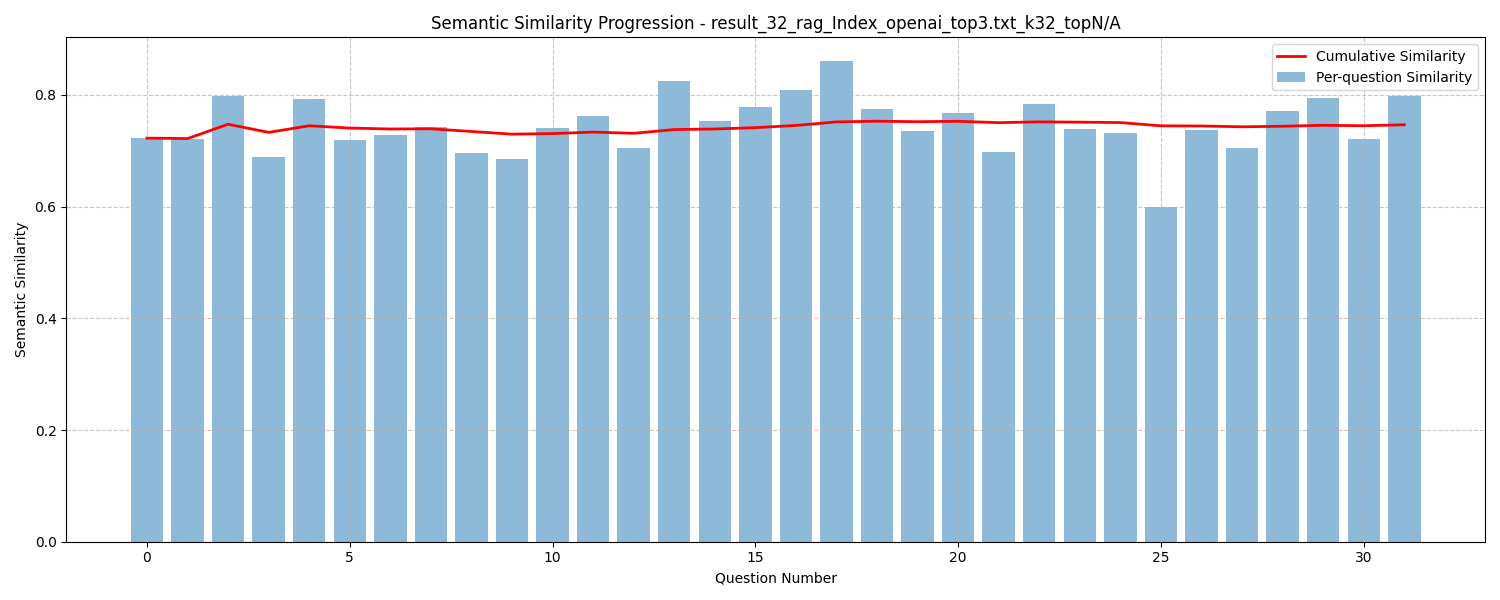 Semantic Similarity Progression - result_32_rag_Index_openai_top3.txt_k32_topN/A
Cumulative Similarity
Per-question Similarity
Semantic Similarity
0.8
0.6
0.4
0.2
0.0
0 5 10 15 20 25 30
Question Number